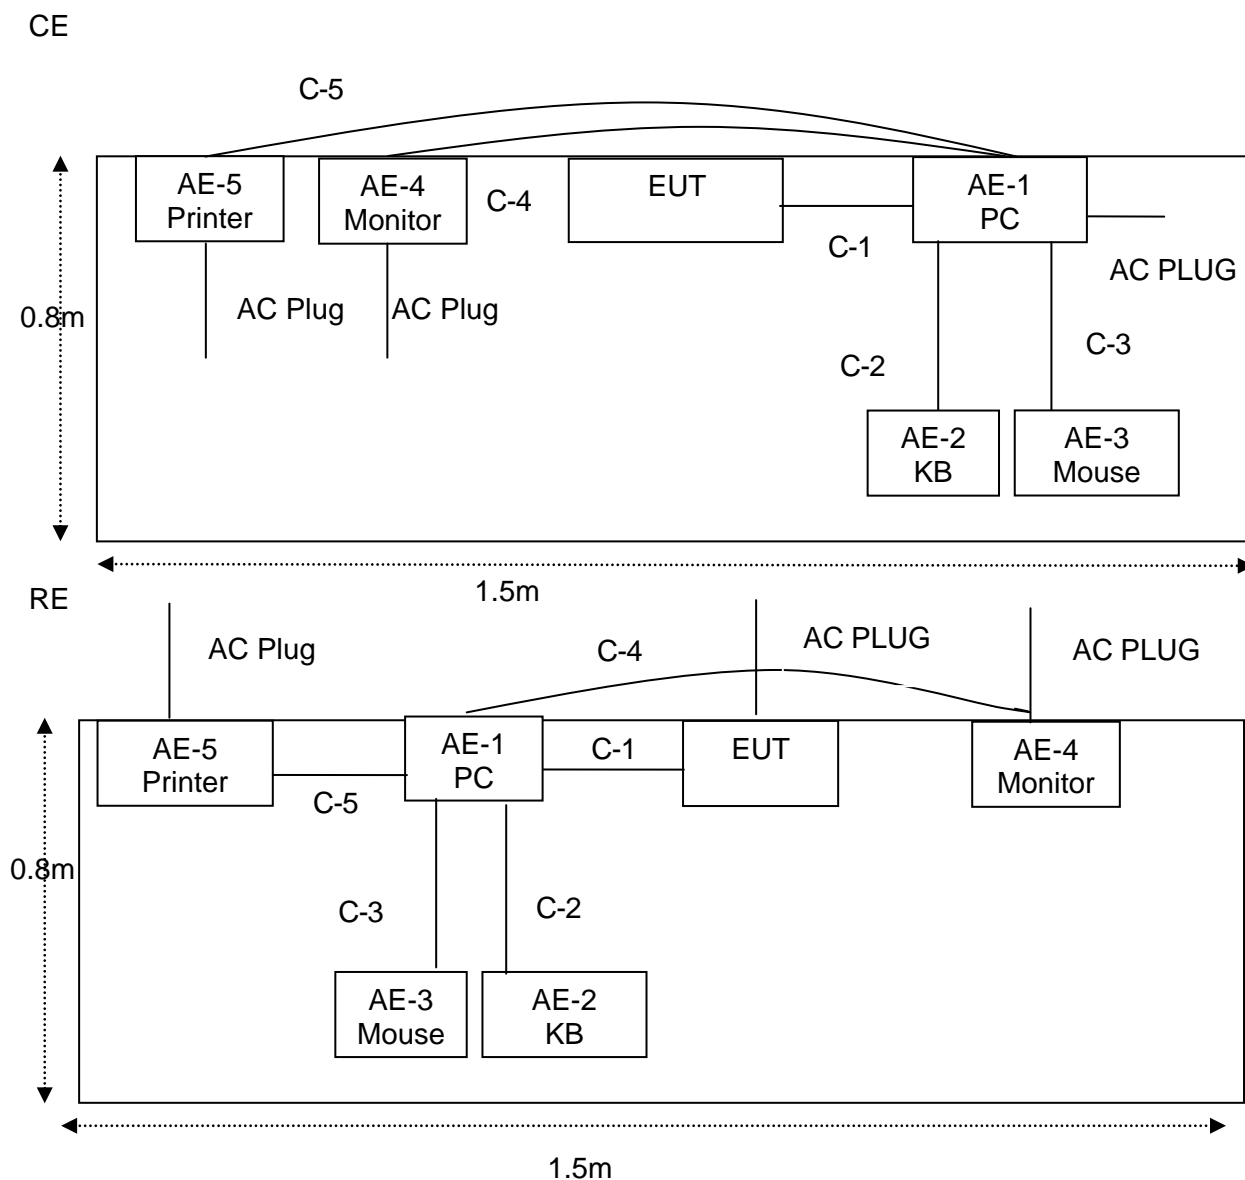 CE
C-5
AE-5
Printer
AE-4
Monitor
C-4
EUT
C-1
AE-1
PC
AC PLUG
AC Plug
AC Plug
0.8m
C-2
C-3
AE-2
KB
AE-3
Mouse
1.5m
RE
AC Plug
C-4
AC PLUG
AC PLUG
AE-5
Printer
C-5
AE-1
PC
C-1
EUT
AE-4
Monitor
0.8m
C-3
C-2
AE-3
Mouse
AE-2
KB
1.5m